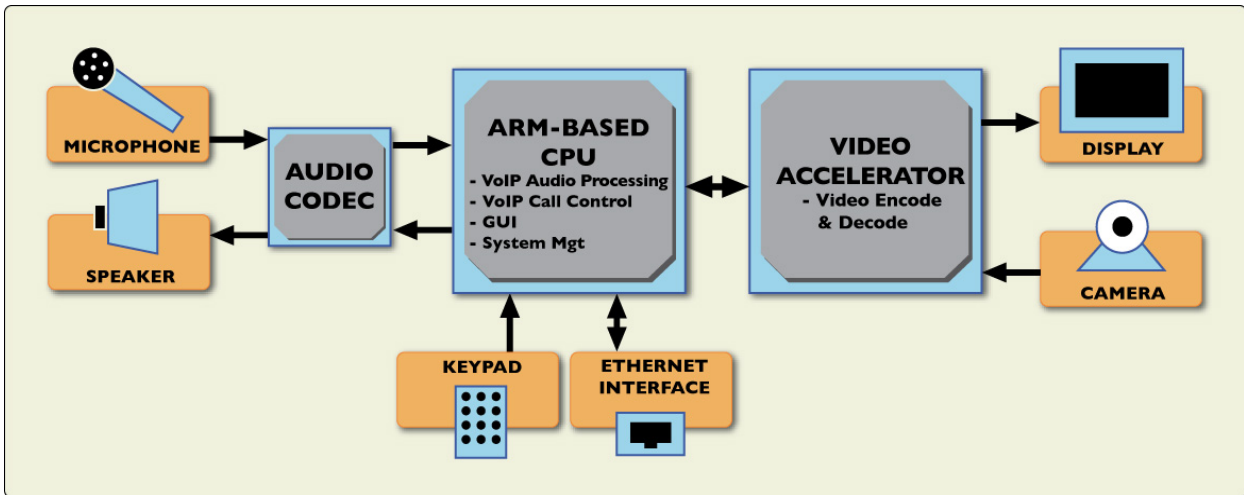 MICROPHONE
SPEAKER
AUDIO
CODEC
ARM-BASED
CPU
- VoIP Audio Processing
- VoIP Call Control
- GUI
- System Mgt
KEYPAD
ETHERNET
INTERFACE
VIDEO
ACCELERATOR
- Video Encode
& Decode
DISPLAY
CAMERA